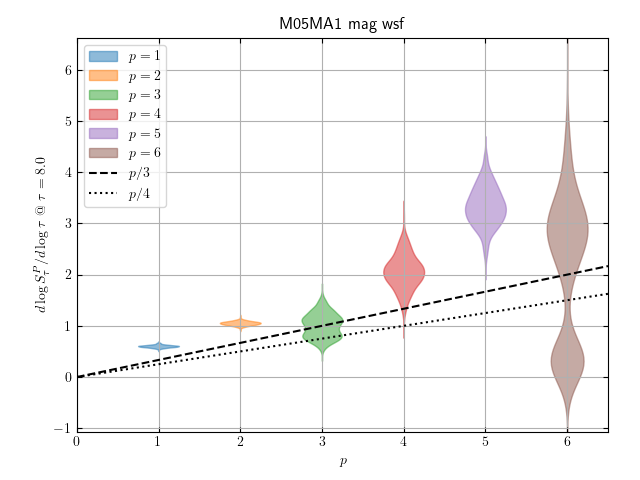 M05MA1 mag wsf
d log S_τ^P / d log τ @ τ = 8.0
6
5
4
3
2
1
0
−1
p = 1
p = 2
p = 3
p = 4
p = 5
p = 6
p/3
p/4
0 1 2 3 4 5 6
p